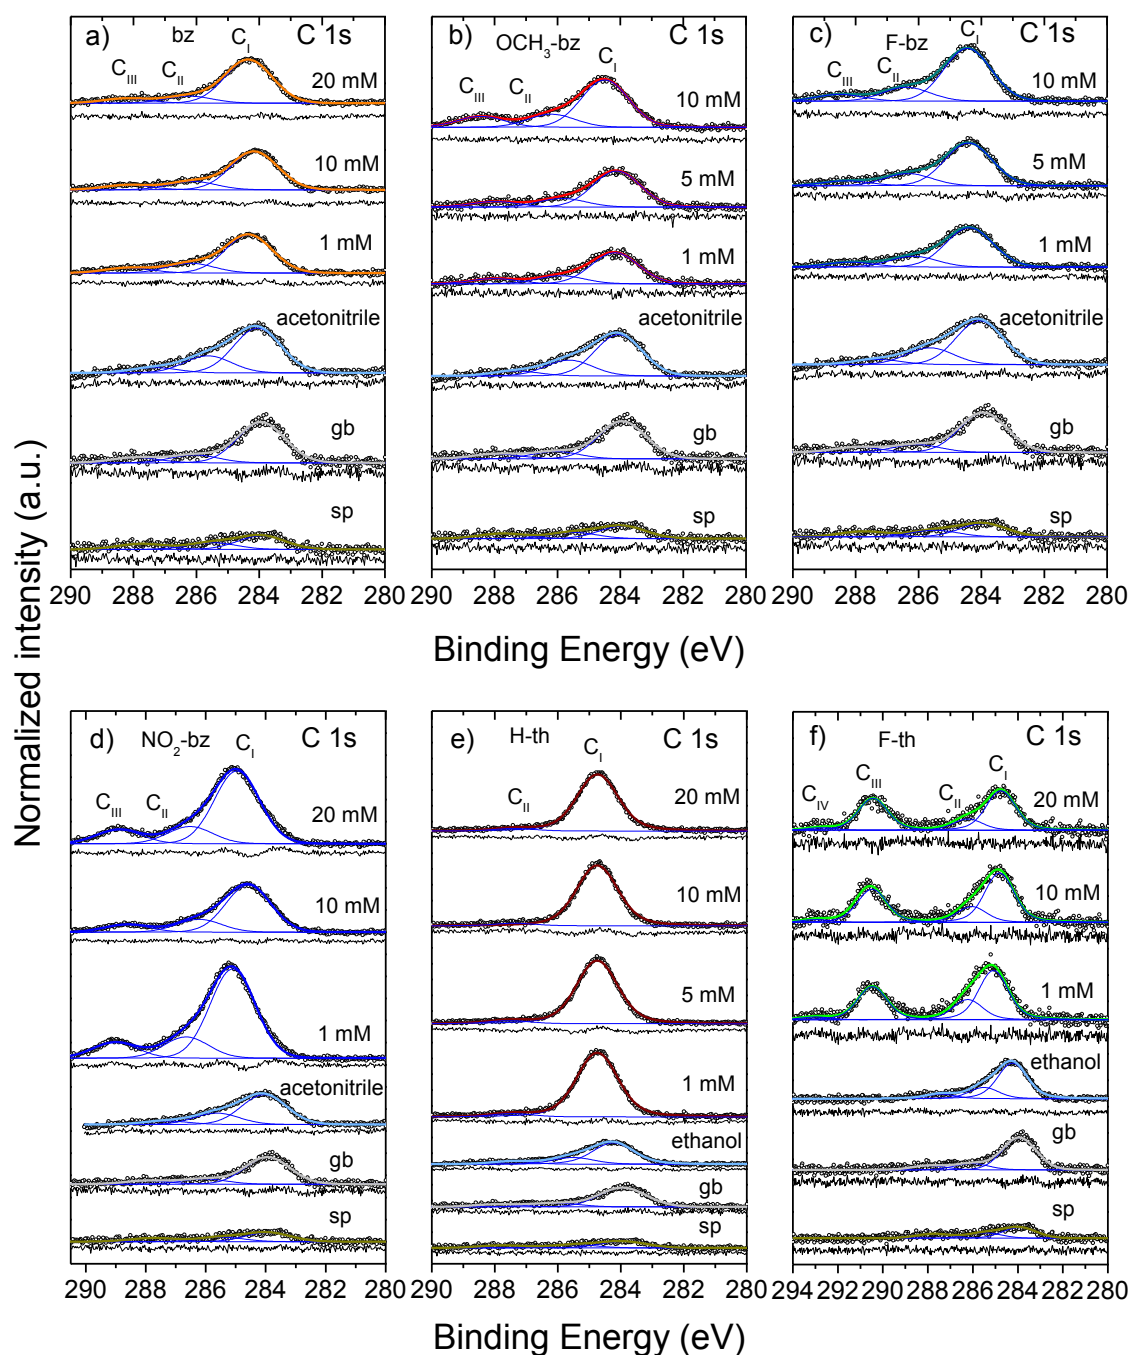 Normalized intensity (a.u.)
a) bz C_I C 1s
C_III C_II
20 mM
10 mM
1 mM
acetonitrile
gb
sp
290 288 286 284 282 280
b) OCH_3-bz C_I C 1s
C_III C_II
10 mM
5 mM
1 mM
acetonitrile
gb
sp
290 288 286 284 282 280
c) F-bz C_I C 1s
C_III C_II
10 mM
5 mM
1 mM
acetonitrile
gb
sp
290 288 286 284 282 280
Binding Energy (eV)
d) NO_2-bz C_I C 1s
C_III C_II
20 mM
10 mM
1 mM
acetonitrile
gb
sp
290 288 286 284 282 280
e) H-th C_I C 1s
C_II
20 mM
10 mM
5 mM
1 mM
ethanol
gb
sp
290 288 286 284 282 280
f) F-th C 1s
C_IV C_III C_II C_I
20 mM
10 mM
1 mM
ethanol
gb
sp
294 292 290 288 286 284 282 280
Binding Energy (eV)